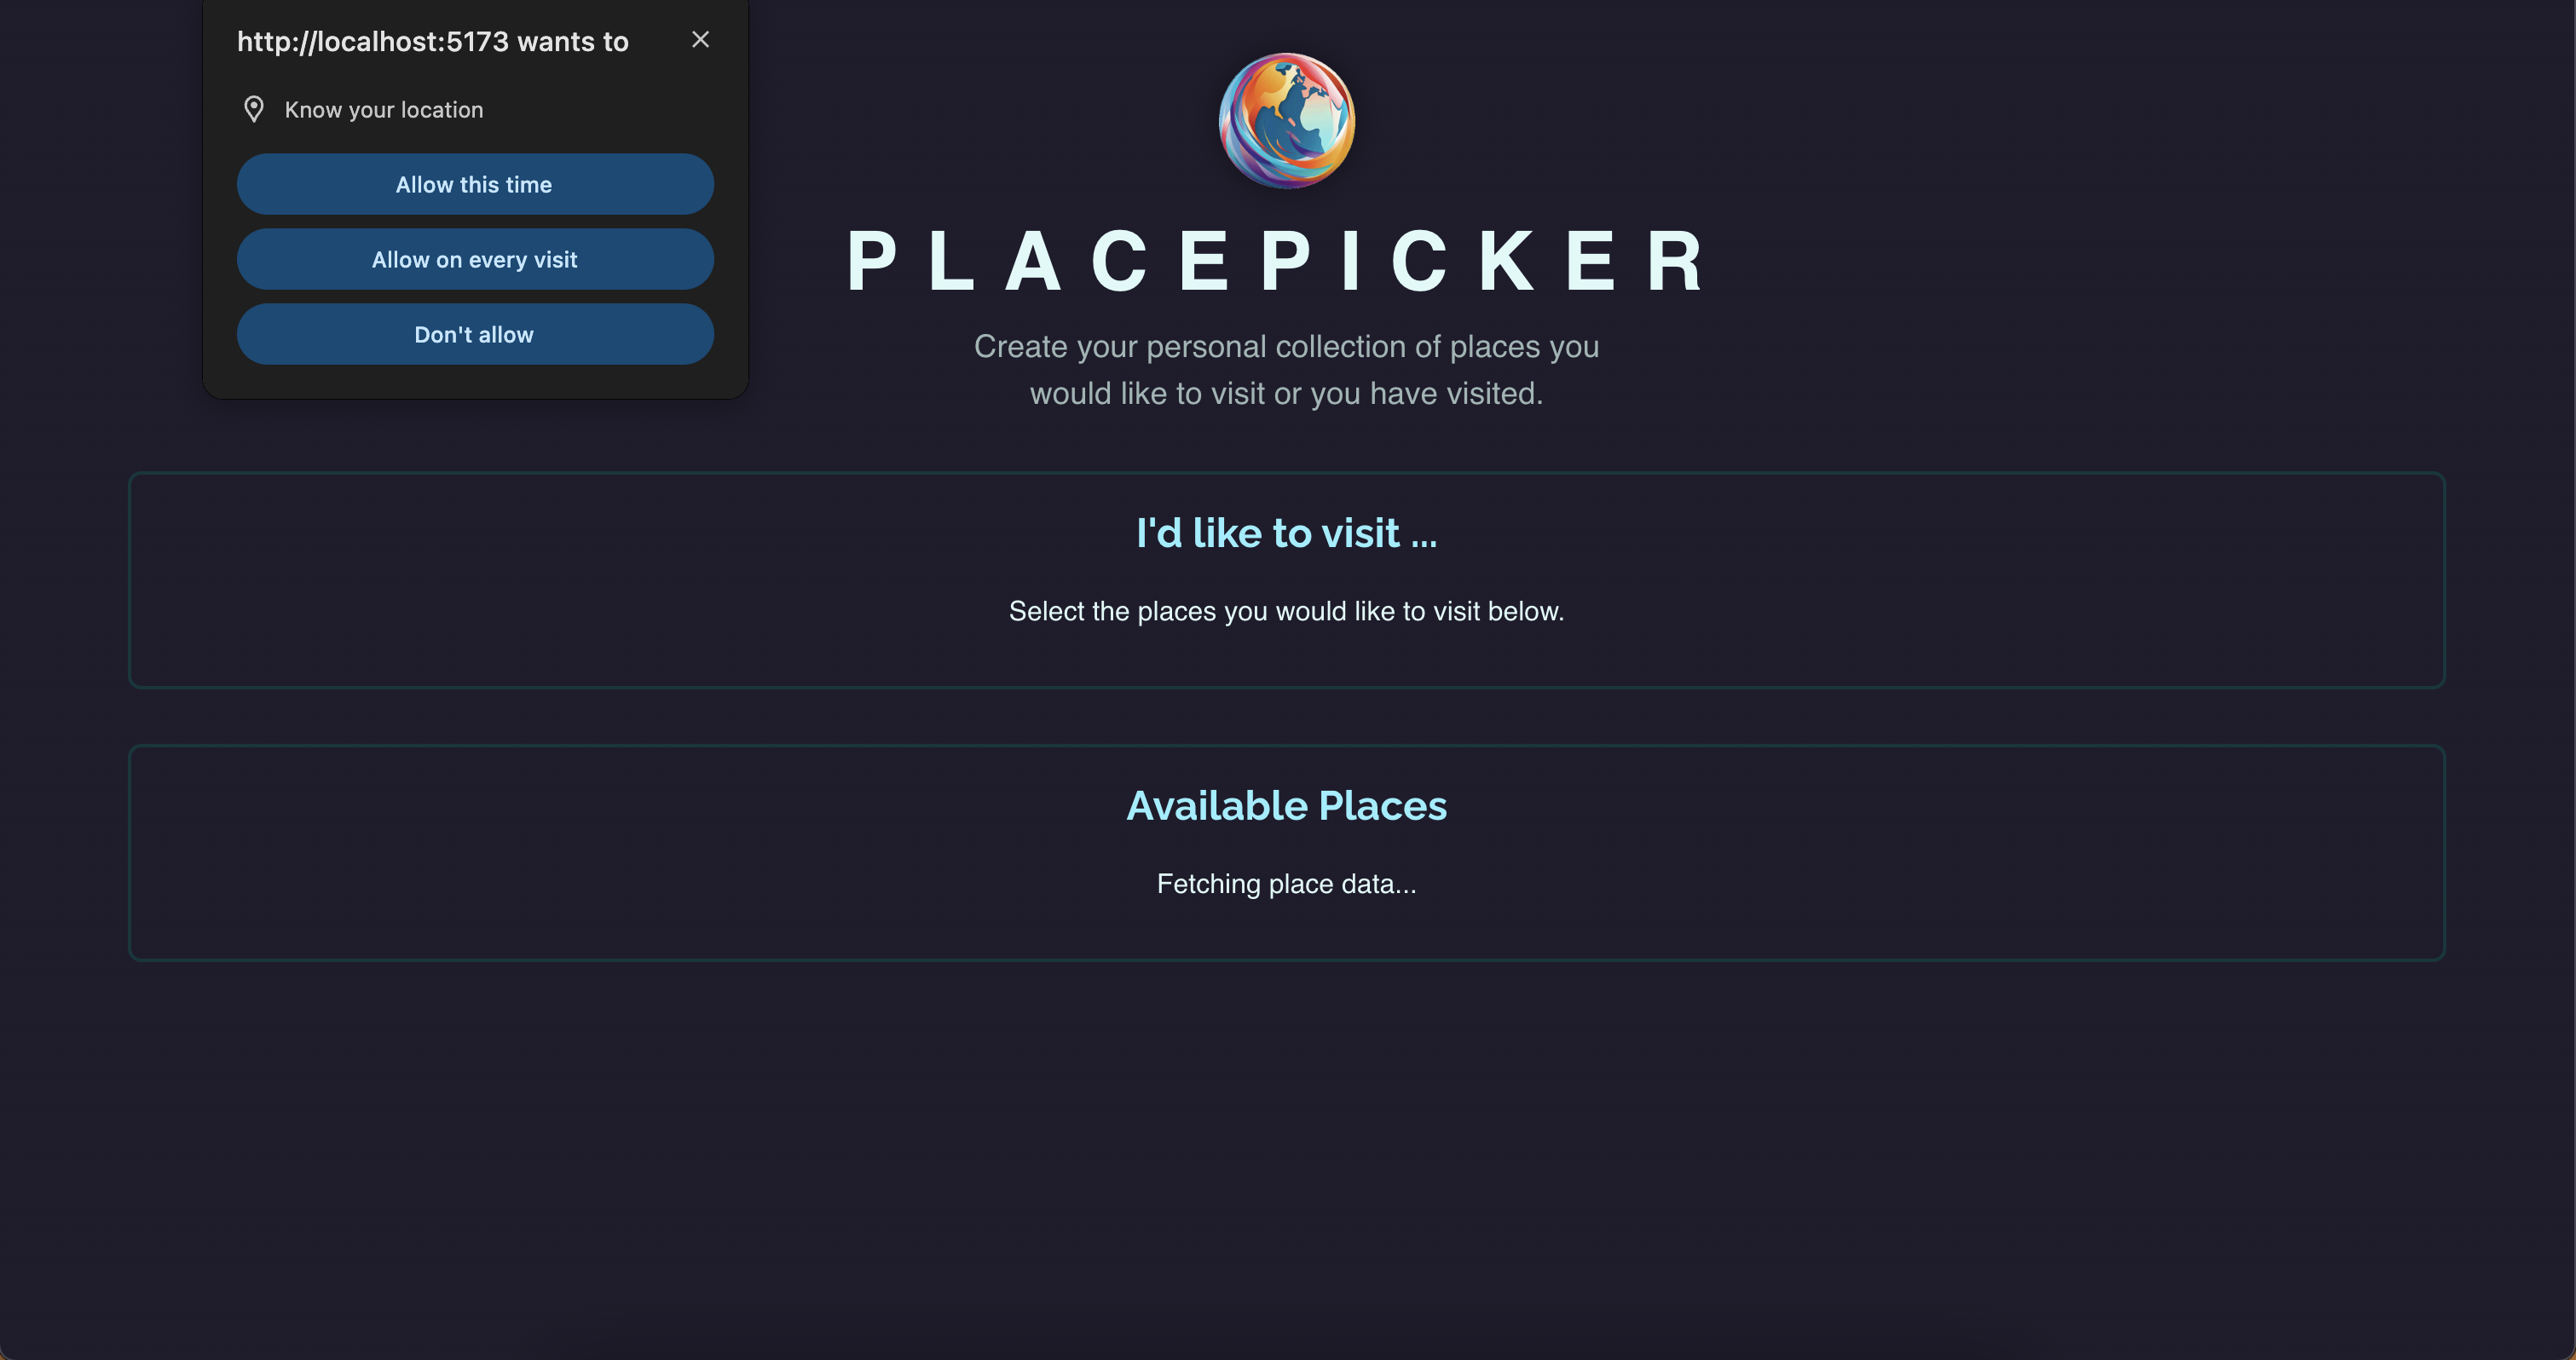 http://localhost:5173 wants to
Know your location
Allow this time
Allow on every visit
Don't allow
PLACEPICKER
Create your personal collection of places you
would like to visit or you have visited.
I'd like to visit ...
Select the places you would like to visit below.
Available Places
Fetching place data...